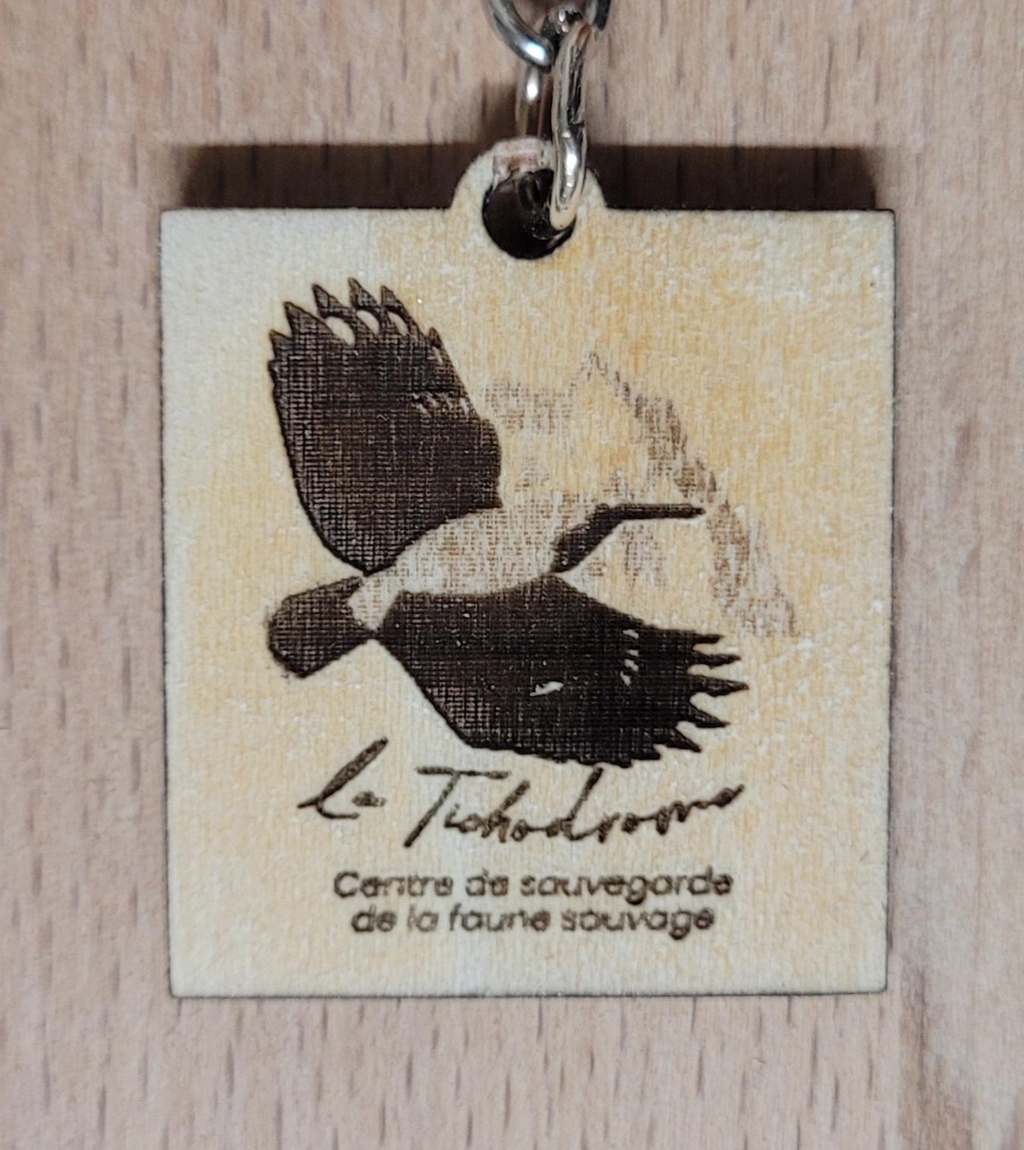 Le Tichodrome
Centre de sauvegarde
de la faune sauvage